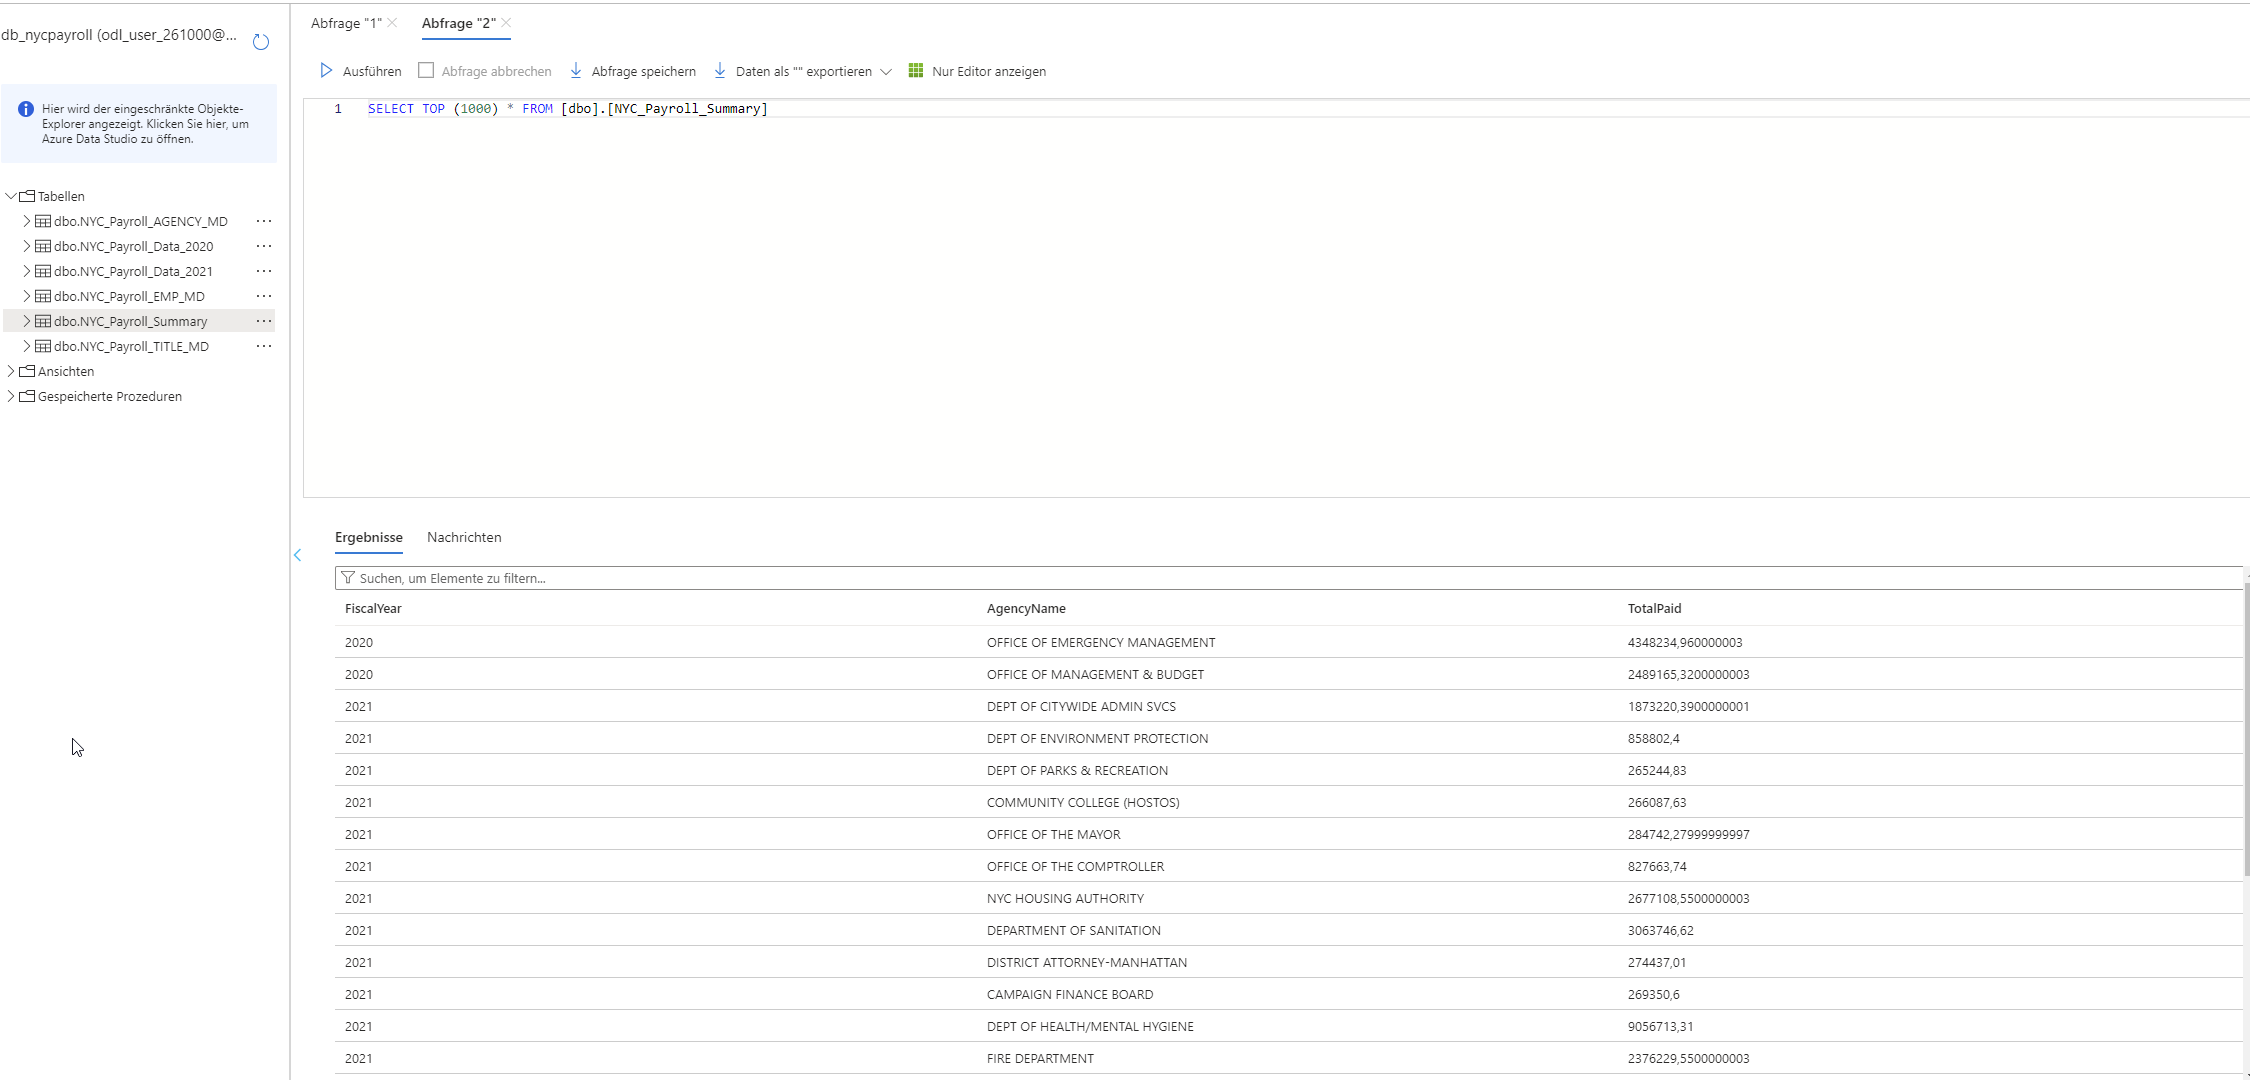 db_nycpayroll (odl_user_261000@...
Hier wird der eingeschränkte Objekte-
Explorer angezeigt. Klicken Sie hier, um
Azure Data Studio zu öffnen.
Tabellen
dbo.NYC_Payroll_AGENCY_MD ...
dbo.NYC_Payroll_Data_2020 ...
dbo.NYC_Payroll_Data_2021 ...
dbo.NYC_Payroll_EMP_MD ...
dbo.NYC_Payroll_Summary ...
dbo.NYC_Payroll_TITLE_MD ...
Ansichten
Gespeicherte Prozeduren
Abfrage "1" Abfrage "2"
Ausführen Abfrage abbrechen Abfrage speichern Daten als "" exportieren Nur Editor anzeigen
1 SELECT TOP (1000) * FROM [dbo].[NYC_Payroll_Summary]
Ergebnisse Nachrichten
Suchen, um Elemente zu filtern...
FiscalYear AgencyName TotalPaid
2020 OFFICE OF EMERGENCY MANAGEMENT 4348234,960000003
2020 OFFICE OF MANAGEMENT & BUDGET 2489165,3200000003
2021 DEPT OF CITYWIDE ADMIN SVCS 1873220,3900000001
2021 DEPT OF ENVIRONMENT PROTECTION 858802,4
2021 DEPT OF PARKS & RECREATION 265244,83
2021 COMMUNITY COLLEGE (HOSTOS) 266087,63
2021 OFFICE OF THE MAYOR 284742,27999999997
2021 OFFICE OF THE COMPTROLLER 827663,74
2021 NYC HOUSING AUTHORITY 2677108,5500000003
2021 DEPARTMENT OF SANITATION 3063746,62
2021 DISTRICT ATTORNEY-MANHATTAN 274437,01
2021 CAMPAIGN FINANCE BOARD 269350,6
2021 DEPT OF HEALTH/MENTAL HYGIENE 9056713,31
2021 FIRE DEPARTMENT 2376229,5500000003